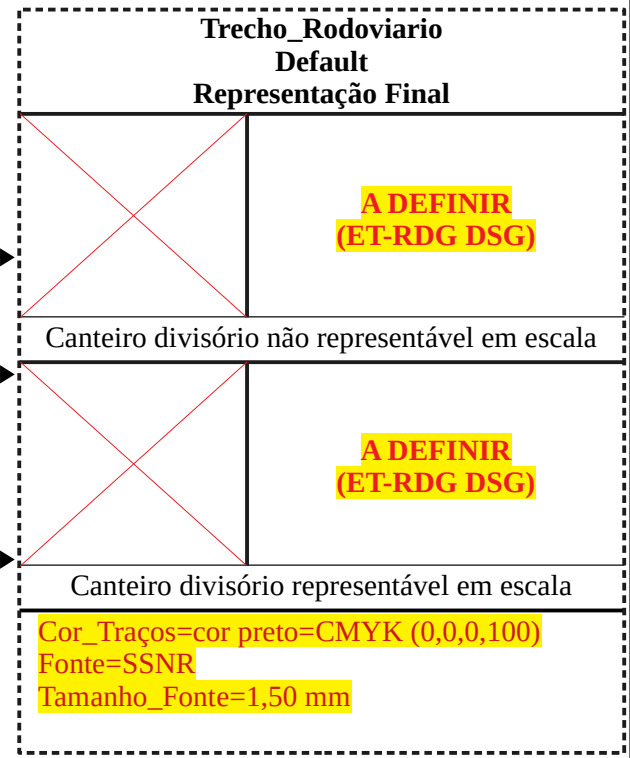 Trecho_Rodoviario
Default
Representação Final
A DEFINIR
(ET-RDG DSG)
Canteiro divisório não representável em escala
A DEFINIR
(ET-RDG DSG)
Canteiro divisório representável em escala
Cor_Traços=cor preto=CMYK (0,0,0,100)
Fonte=SSNR
Tamanho_Fonte=1,50 mm